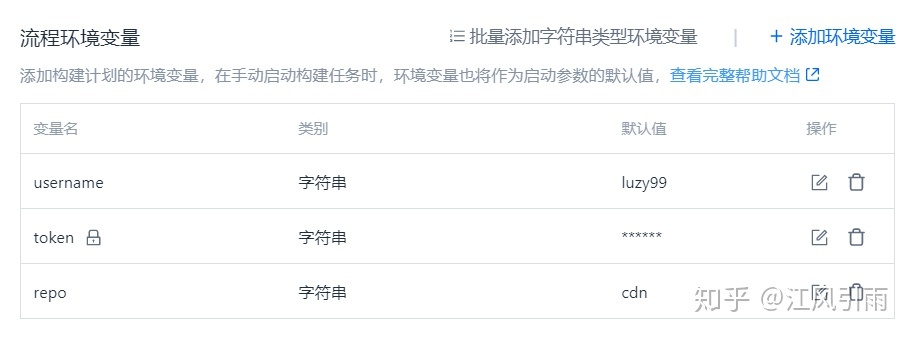 流程环境变量 批量添加字符串类型环境变量 | + 添加环境变量
添加构建计划的环境变量，在手动启动构建任务时，环境变量也将作为启动参数的默认值，查看完整帮助文档
变量名 类别 默认值 操作
username 字符串 luzy99
token 字符串 ******
repo 字符串 cdn
知乎 @江风引雨